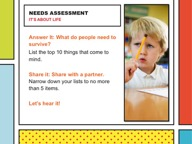 NEEDS ASSESSMENT
IT'S ABOUT LIFE
Answer It: What do people need to
survive?
List the top 10 things that come to
mind.
Share it: Share with a partner.
Narrow down your lists to no more
than 5 items.
Let's hear it!